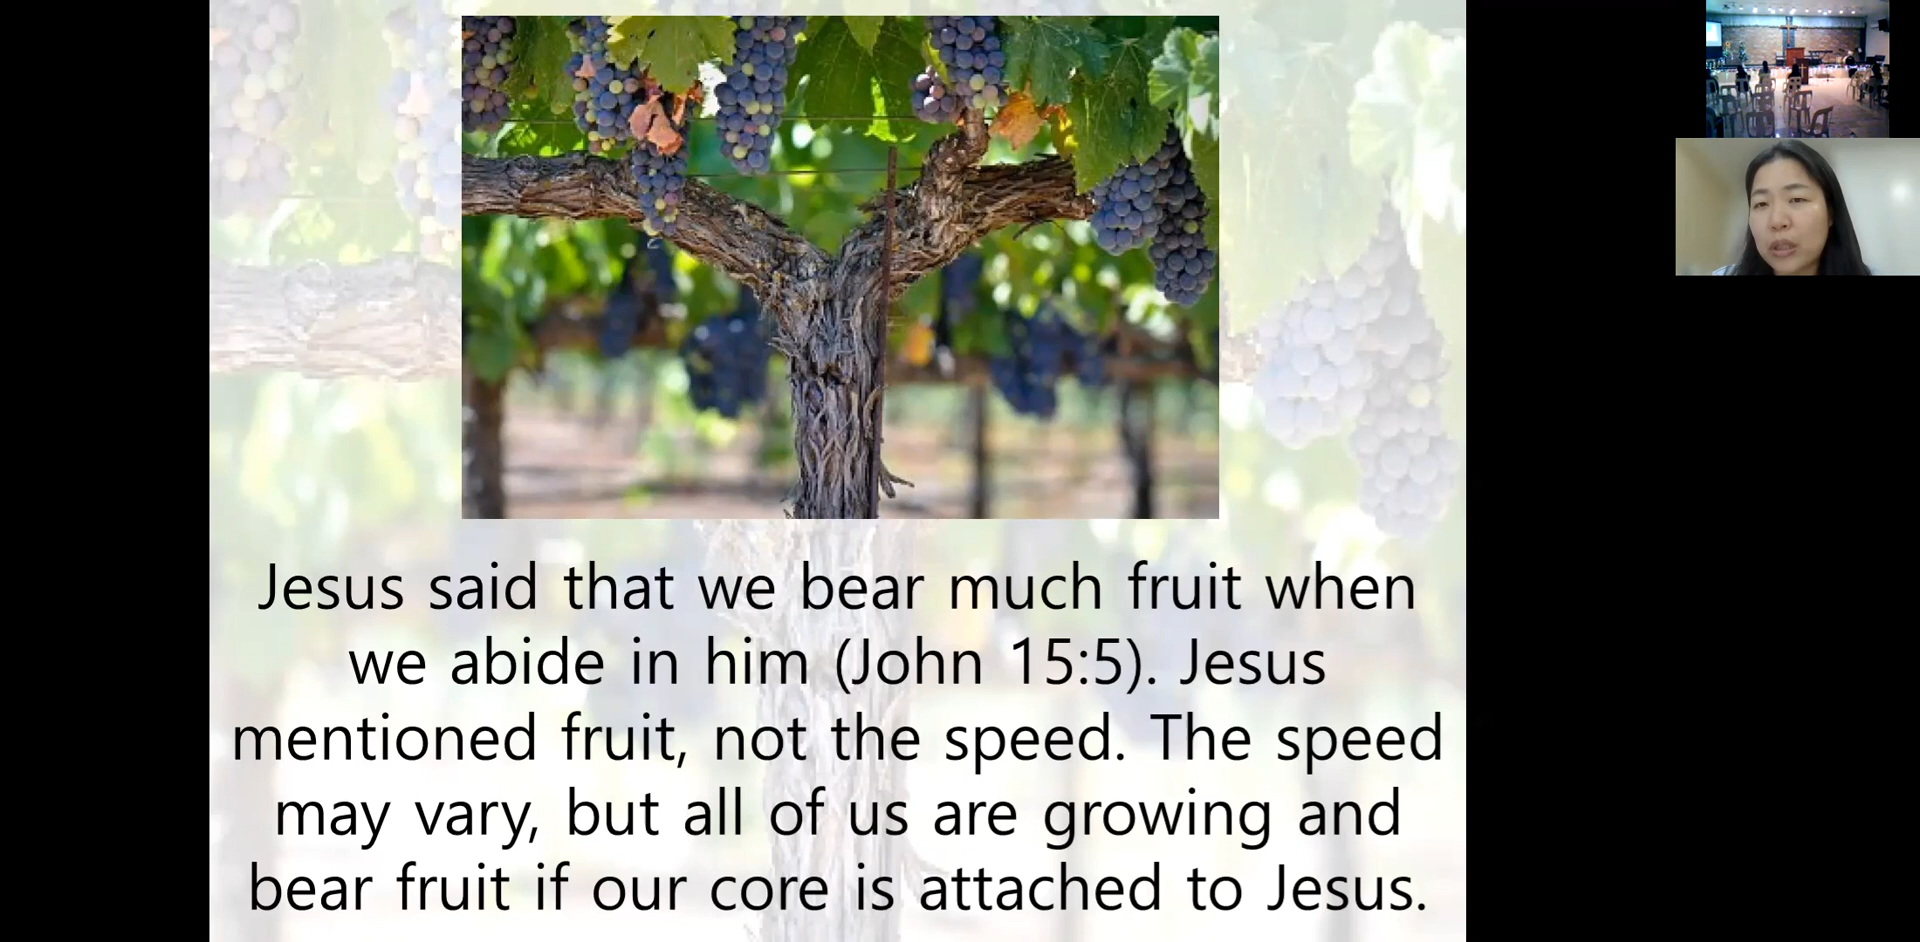 Jesus said that we bear much fruit when
we abide in him (John 15:5). Jesus
mentioned fruit, not the speed. The speed
may vary, but all of us are growing and
bear fruit if our core is attached to Jesus.